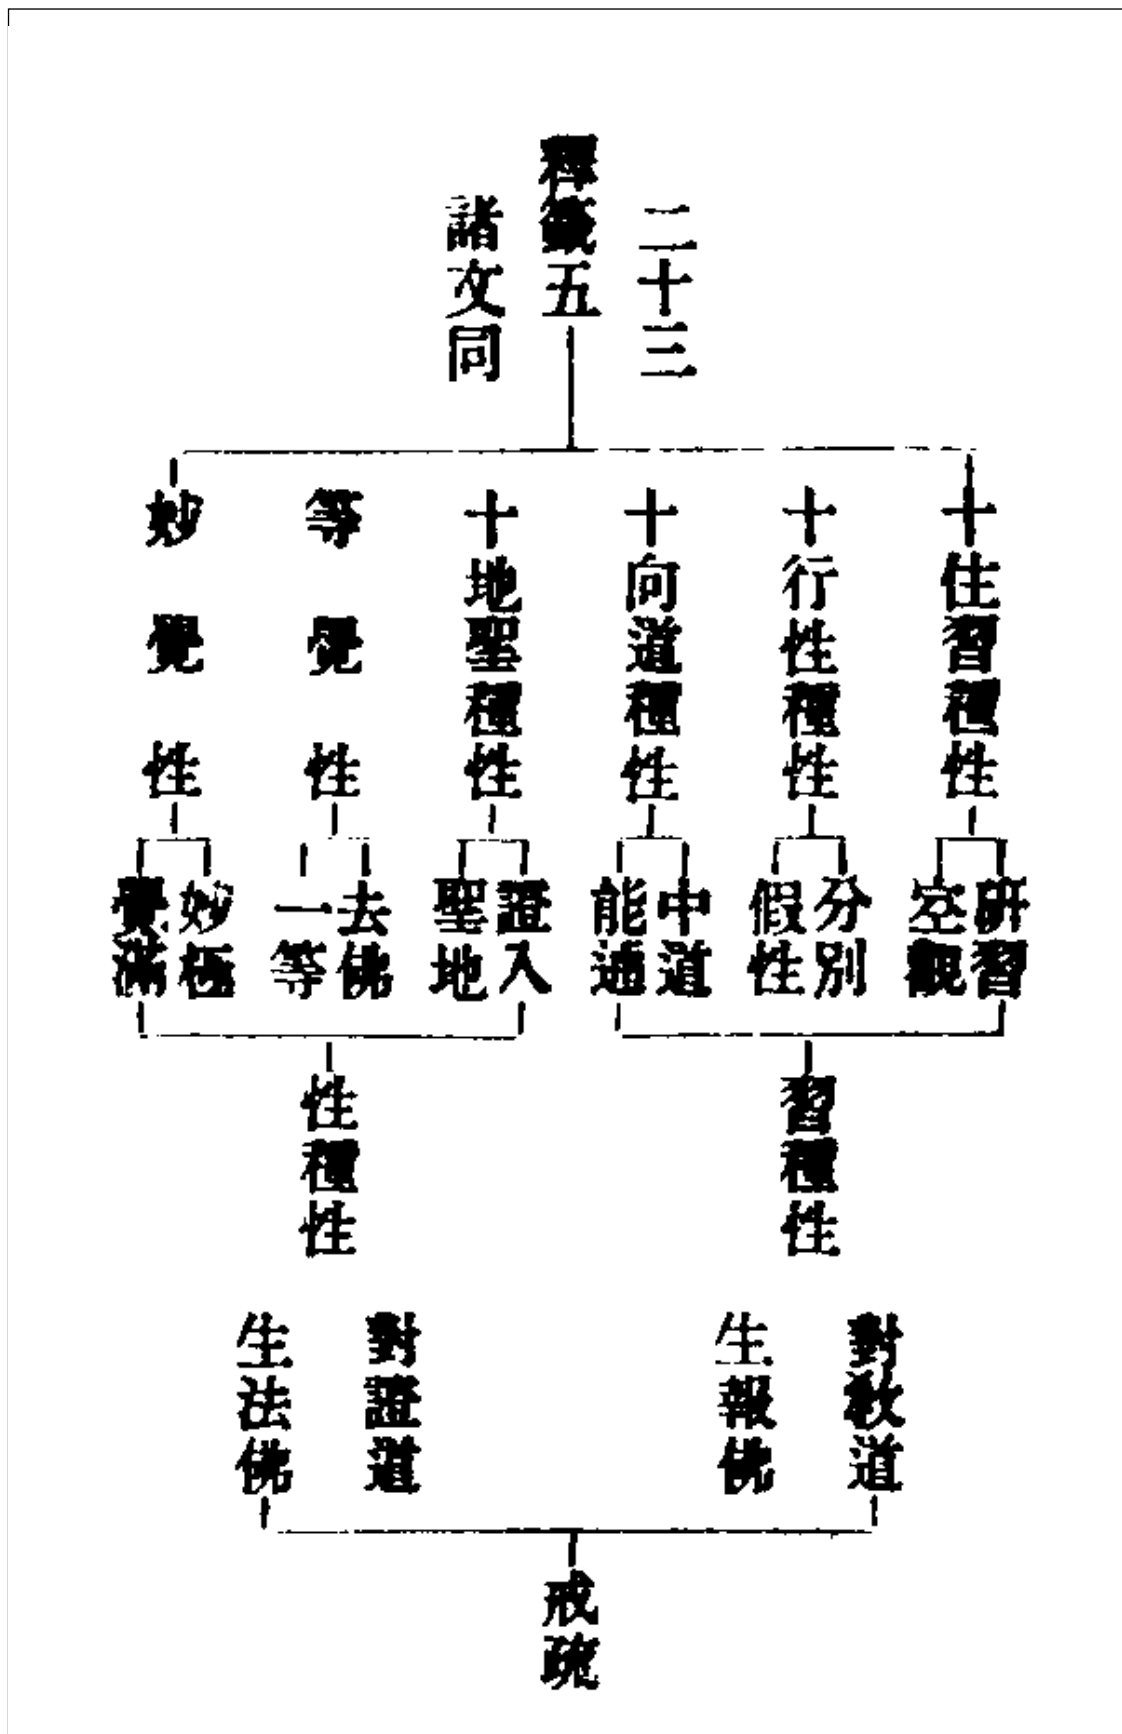 二十三
釋籤五
諸文同
十住習種性
十行性種性
十向道種性
十地聖種性
等覺性
妙覺性
研習
空觀
分別
假性
中道
能通
證入
聖地
去佛
一等
妙極
覺滿
習種性
性種性
對教道
生報佛
對證道
生法佛
戒疏